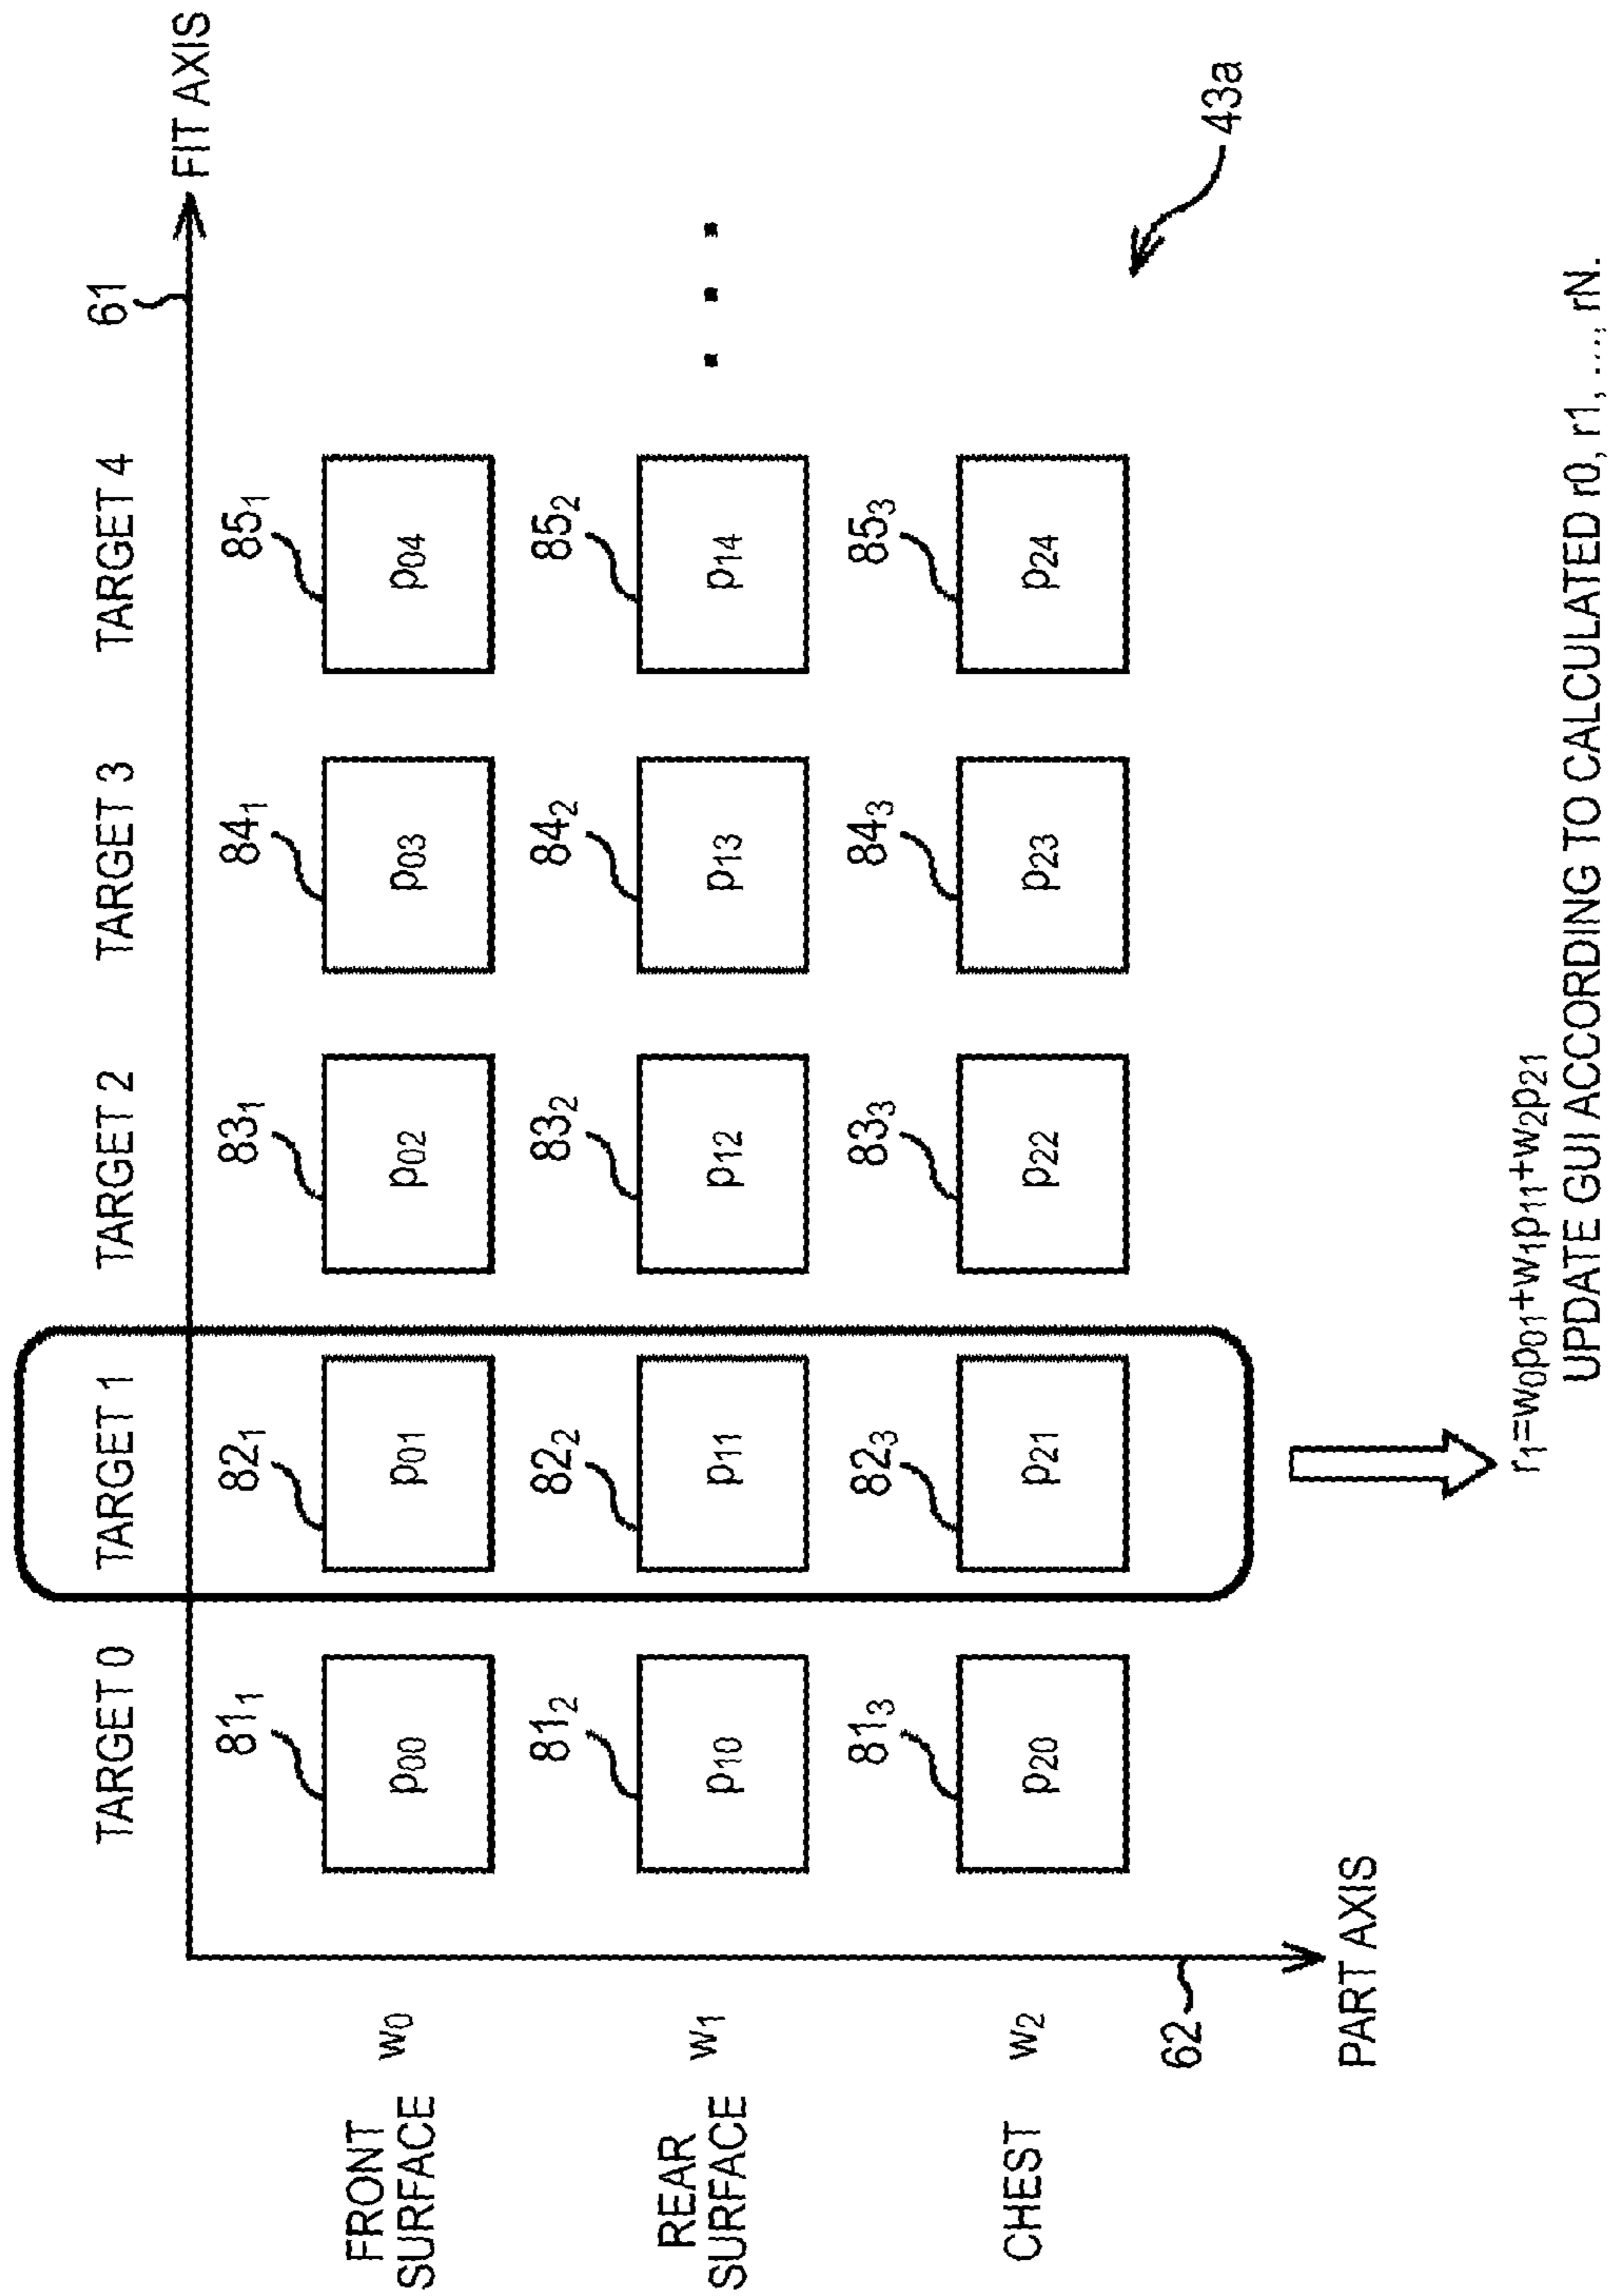 TARGET 0 TARGET 1 TARGET 2 TARGET 3 TARGET 4
61
FIT AXIS
81₁ 82₁ 83₁ 84₁ 85₁
FRONT
SURFACE
w₀
p₀₀ p₀₁ p₀₂ p₀₃ p₀₄
81₂ 82₂ 83₂ 84₂ 85₂
REAR
SURFACE
w₁
p₁₀ p₁₁ p₁₂ p₁₃ p₁₄ . . .
81₃ 82₃ 83₃ 84₃ 85₃
CHEST w₂
p₂₀ p₂₁ p₂₂ p₂₃ p₂₄
62
43a
PART AXIS
r₁=w₀p₀₁+w₁p₁₁+w₂p₂₁
UPDATE GUI ACCORDING TO CALCULATED r0, r1, ..., rN.